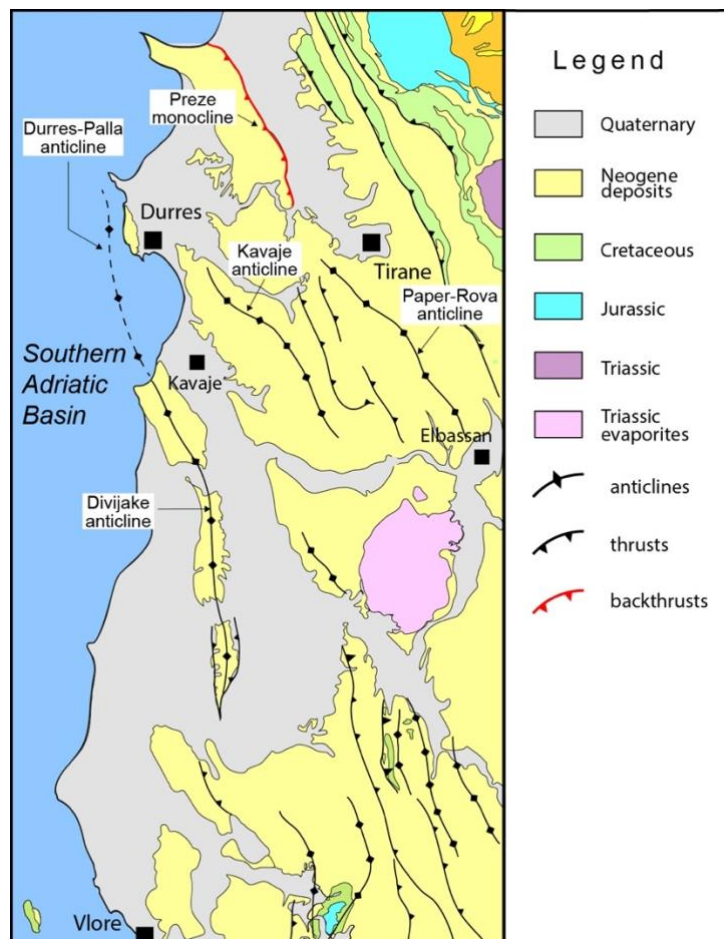 Preze
monocline
Durres-Palla
anticline
Durres
Kavaje
anticline
Tirane
Paper-Rova
anticline
Southern
Adriatic
Basin
Kavaje
Elbassan
Divijake
anticline
Vlore
Legend
Quaternary
Neogene
deposits
Cretaceous
Jurassic
Triassic
Triassic
evaporites
anticlines
thrusts
backthrusts